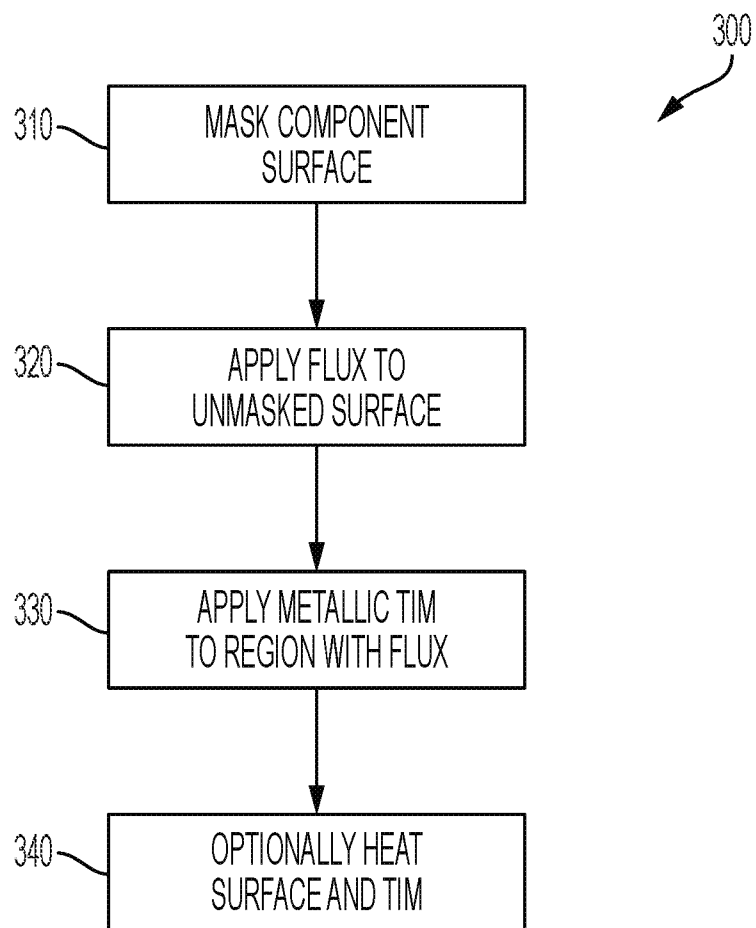 300
310
MASK COMPONENT
SURFACE
320
APPLY FLUX TO
UNMASKED SURFACE
330
APPLY METALLIC TIM
TO REGION WITH FLUX
340
OPTIONALLY HEAT
SURFACE AND TIM